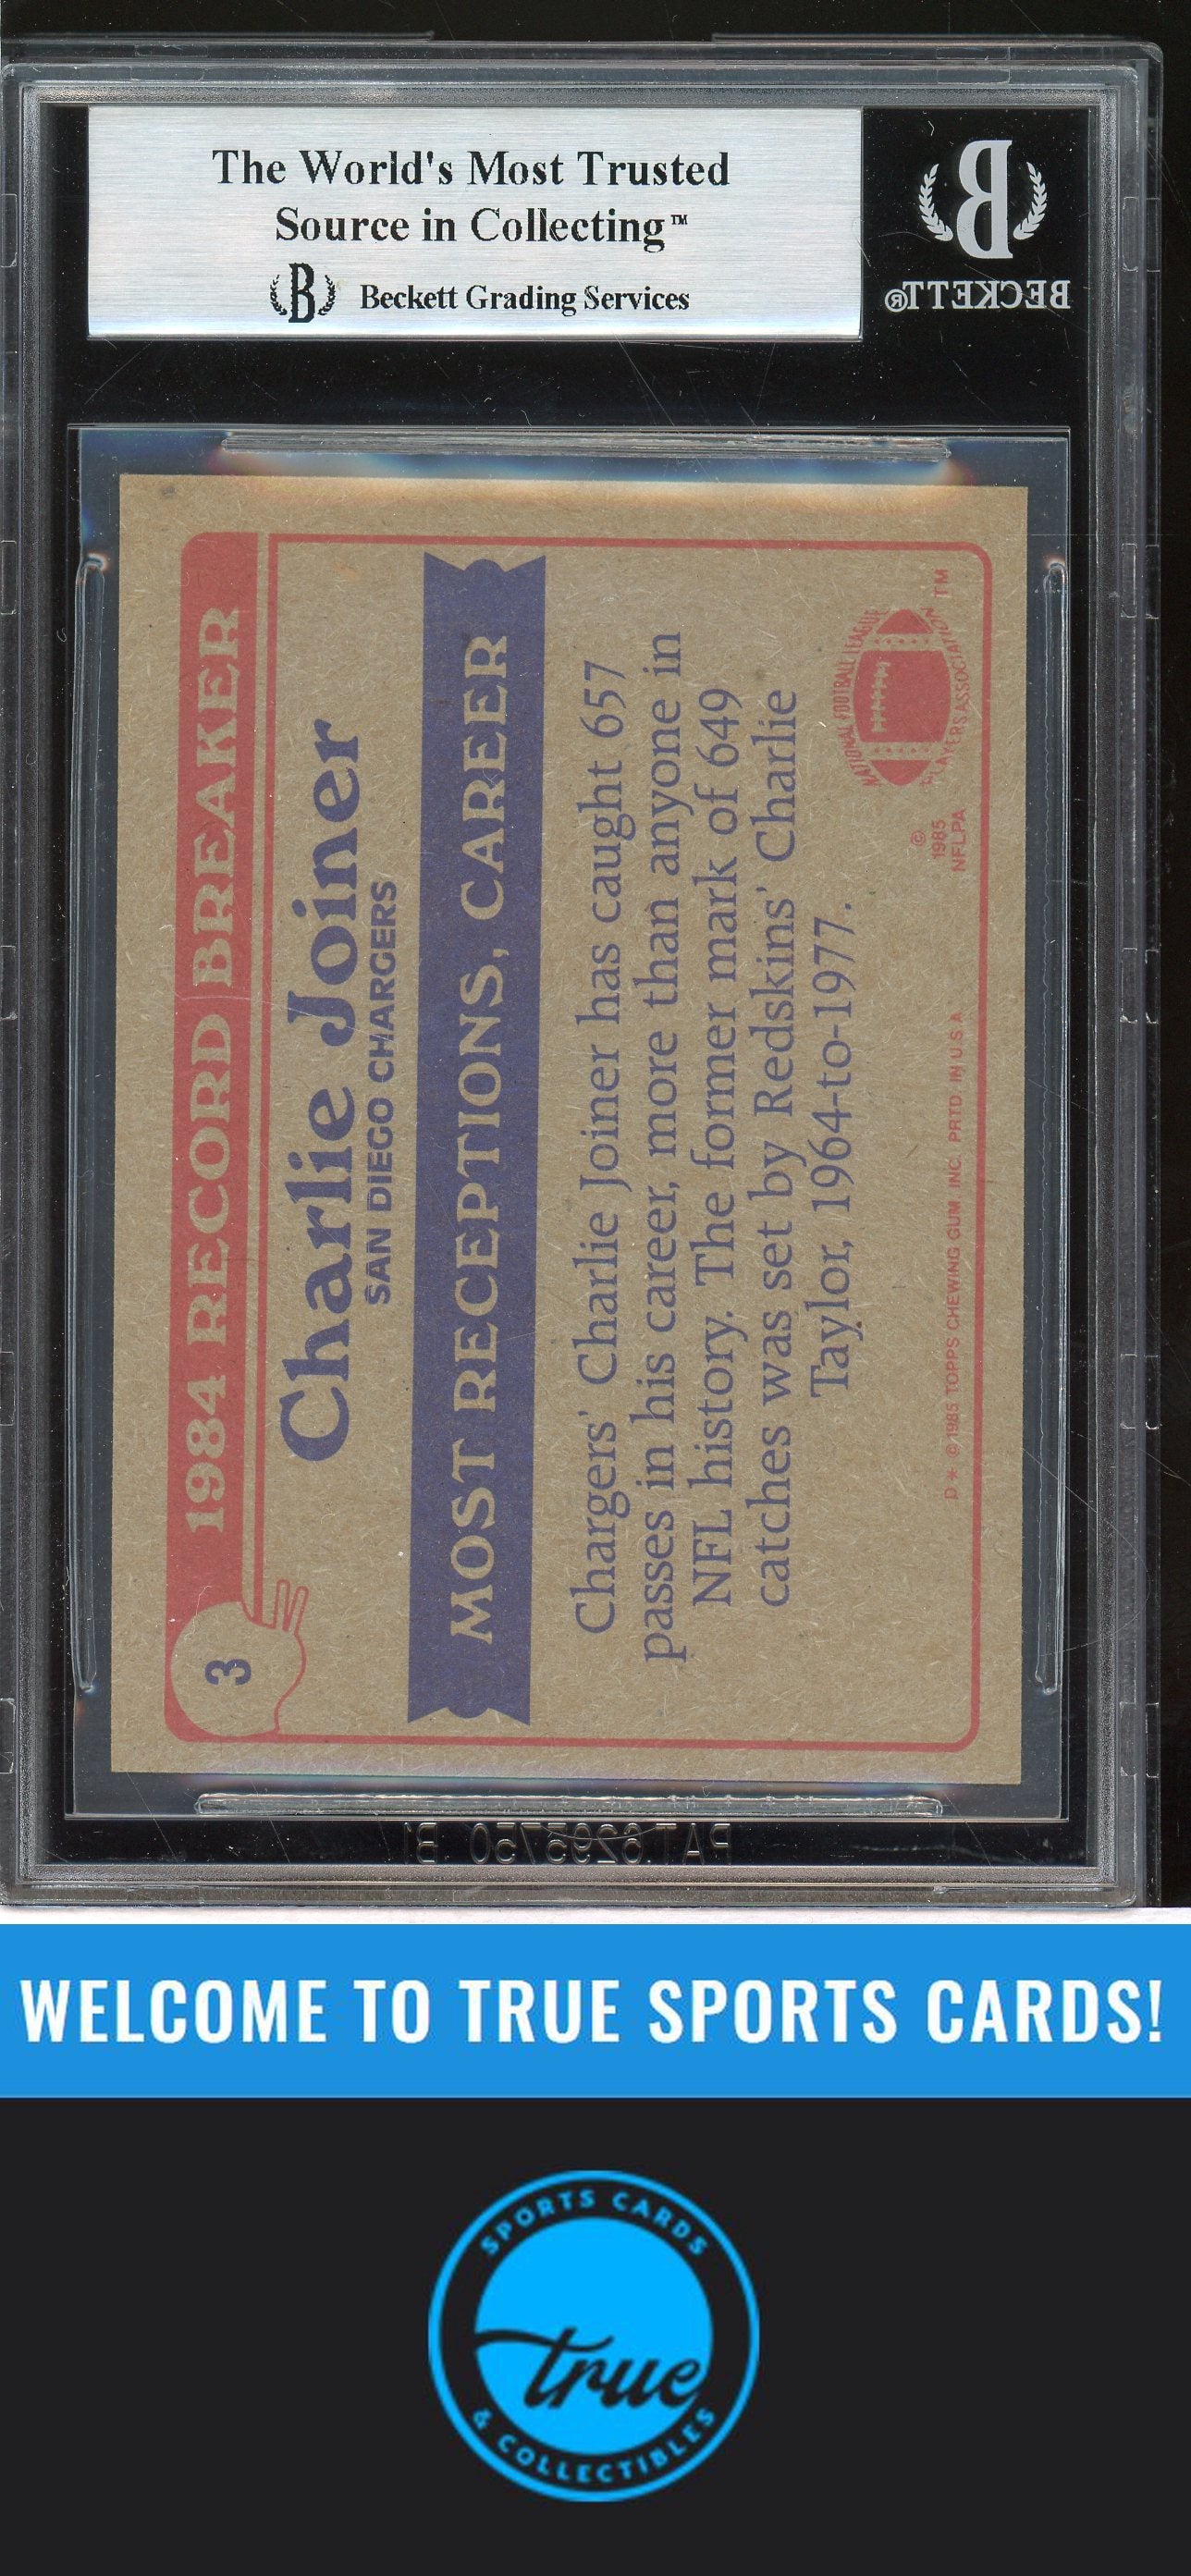 The World's Most Trusted
Source in Collecting™
B Beckett Grading Services
B
BECKETT®
3
1984 RECORD BREAKER
Charlie Joiner
SAN DIEGO CHARGERS
MOST RECEPTIONS, CAREER
Chargers' Charlie Joiner has caught 657
passes in his career, more than anyone in
NFL history. The former mark of 649
catches was set by Redskins' Charlie
Taylor, 1964-to-1977.
NATIONAL FOOTBALL LEAGUE
PLAYERS ASSOCIATION TM
©
1985
NFLPA
D* © 1985 TOPPS CHEWING GUM, INC. PRTD IN U.S.A.
PAT.6295750 B1
WELCOME TO TRUE SPORTS CARDS!
SPORTS CARDS
true
& COLLECTIBLES